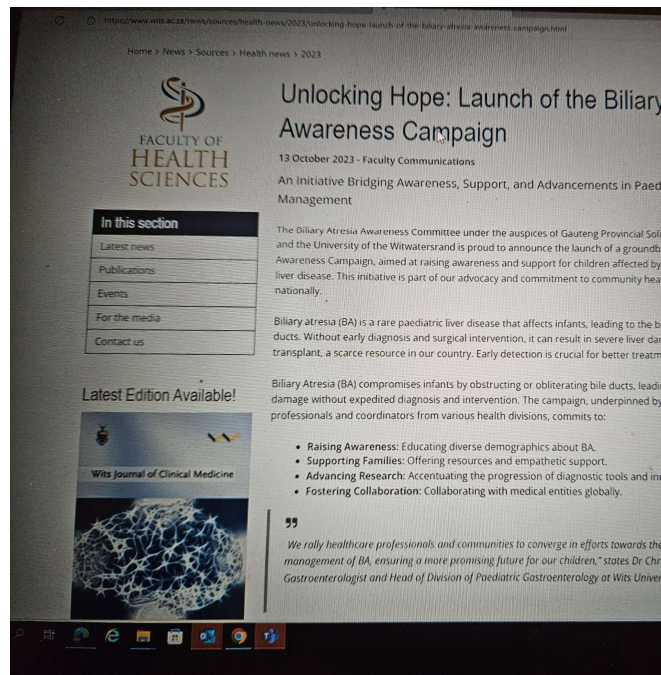 https://www.wits.ac.za/news/sources/health-news/2023/unlocking-hope-launch-of-the-biliary-atresia-awareness-campaign.html
Home > News > Sources > Health news > 2023
FACULTY OF
HEALTH
SCIENCES
In this section
Latest news
Publications
Events
For the media
Contact us
Latest Edition Available!
Wits Journal of Clinical Medicine
Unlocking Hope: Launch of the Biliary
Awareness Campaign
13 October 2023 - Faculty Communications
An Initiative Bridging Awareness, Support, and Advancements in Paed
Management
The Biliary Atresia Awareness Committee under the auspices of Gauteng Provincial Soli
and the University of the Witwatersrand is proud to announce the launch of a groundb
Awareness Campaign, aimed at raising awareness and support for children affected by
liver disease. This initiative is part of our advocacy and commitment to community hea
nationally.
Biliary atresia (BA) is a rare paediatric liver disease that affects infants, leading to the b
ducts. Without early diagnosis and surgical intervention, it can result in severe liver dar
transplant, a scarce resource in our country. Early detection is crucial for better treatm
Biliary Atresia (BA) compromises infants by obstructing or obliterating bile ducts, leadi
damage without expedited diagnosis and intervention. The campaign, underpinned by
professionals and coordinators from various health divisions, commits to:
• Raising Awareness: Educating diverse demographics about BA.
• Supporting Families: Offering resources and empathetic support.
• Advancing Research: Accentuating the progression of diagnostic tools and inn
• Fostering Collaboration: Collaborating with medical entities globally.
"
We rally healthcare professionals and communities to converge in efforts towards the
management of BA, ensuring a more promising future for our children," states Dr Chr
Gastroenterologist and Head of Division of Paediatric Gastroenterology at Wits Univer